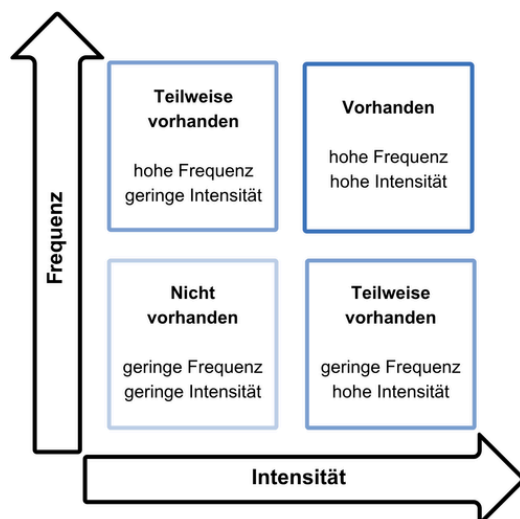 Frequenz
Teilweise
vorhanden
hohe Frequenz
geringe Intensität
Vorhanden
hohe Frequenz
hohe Intensität
Nicht
vorhanden
geringe Frequenz
geringe Intensität
Teilweise
vorhanden
geringe Frequenz
hohe Intensität
Intensität